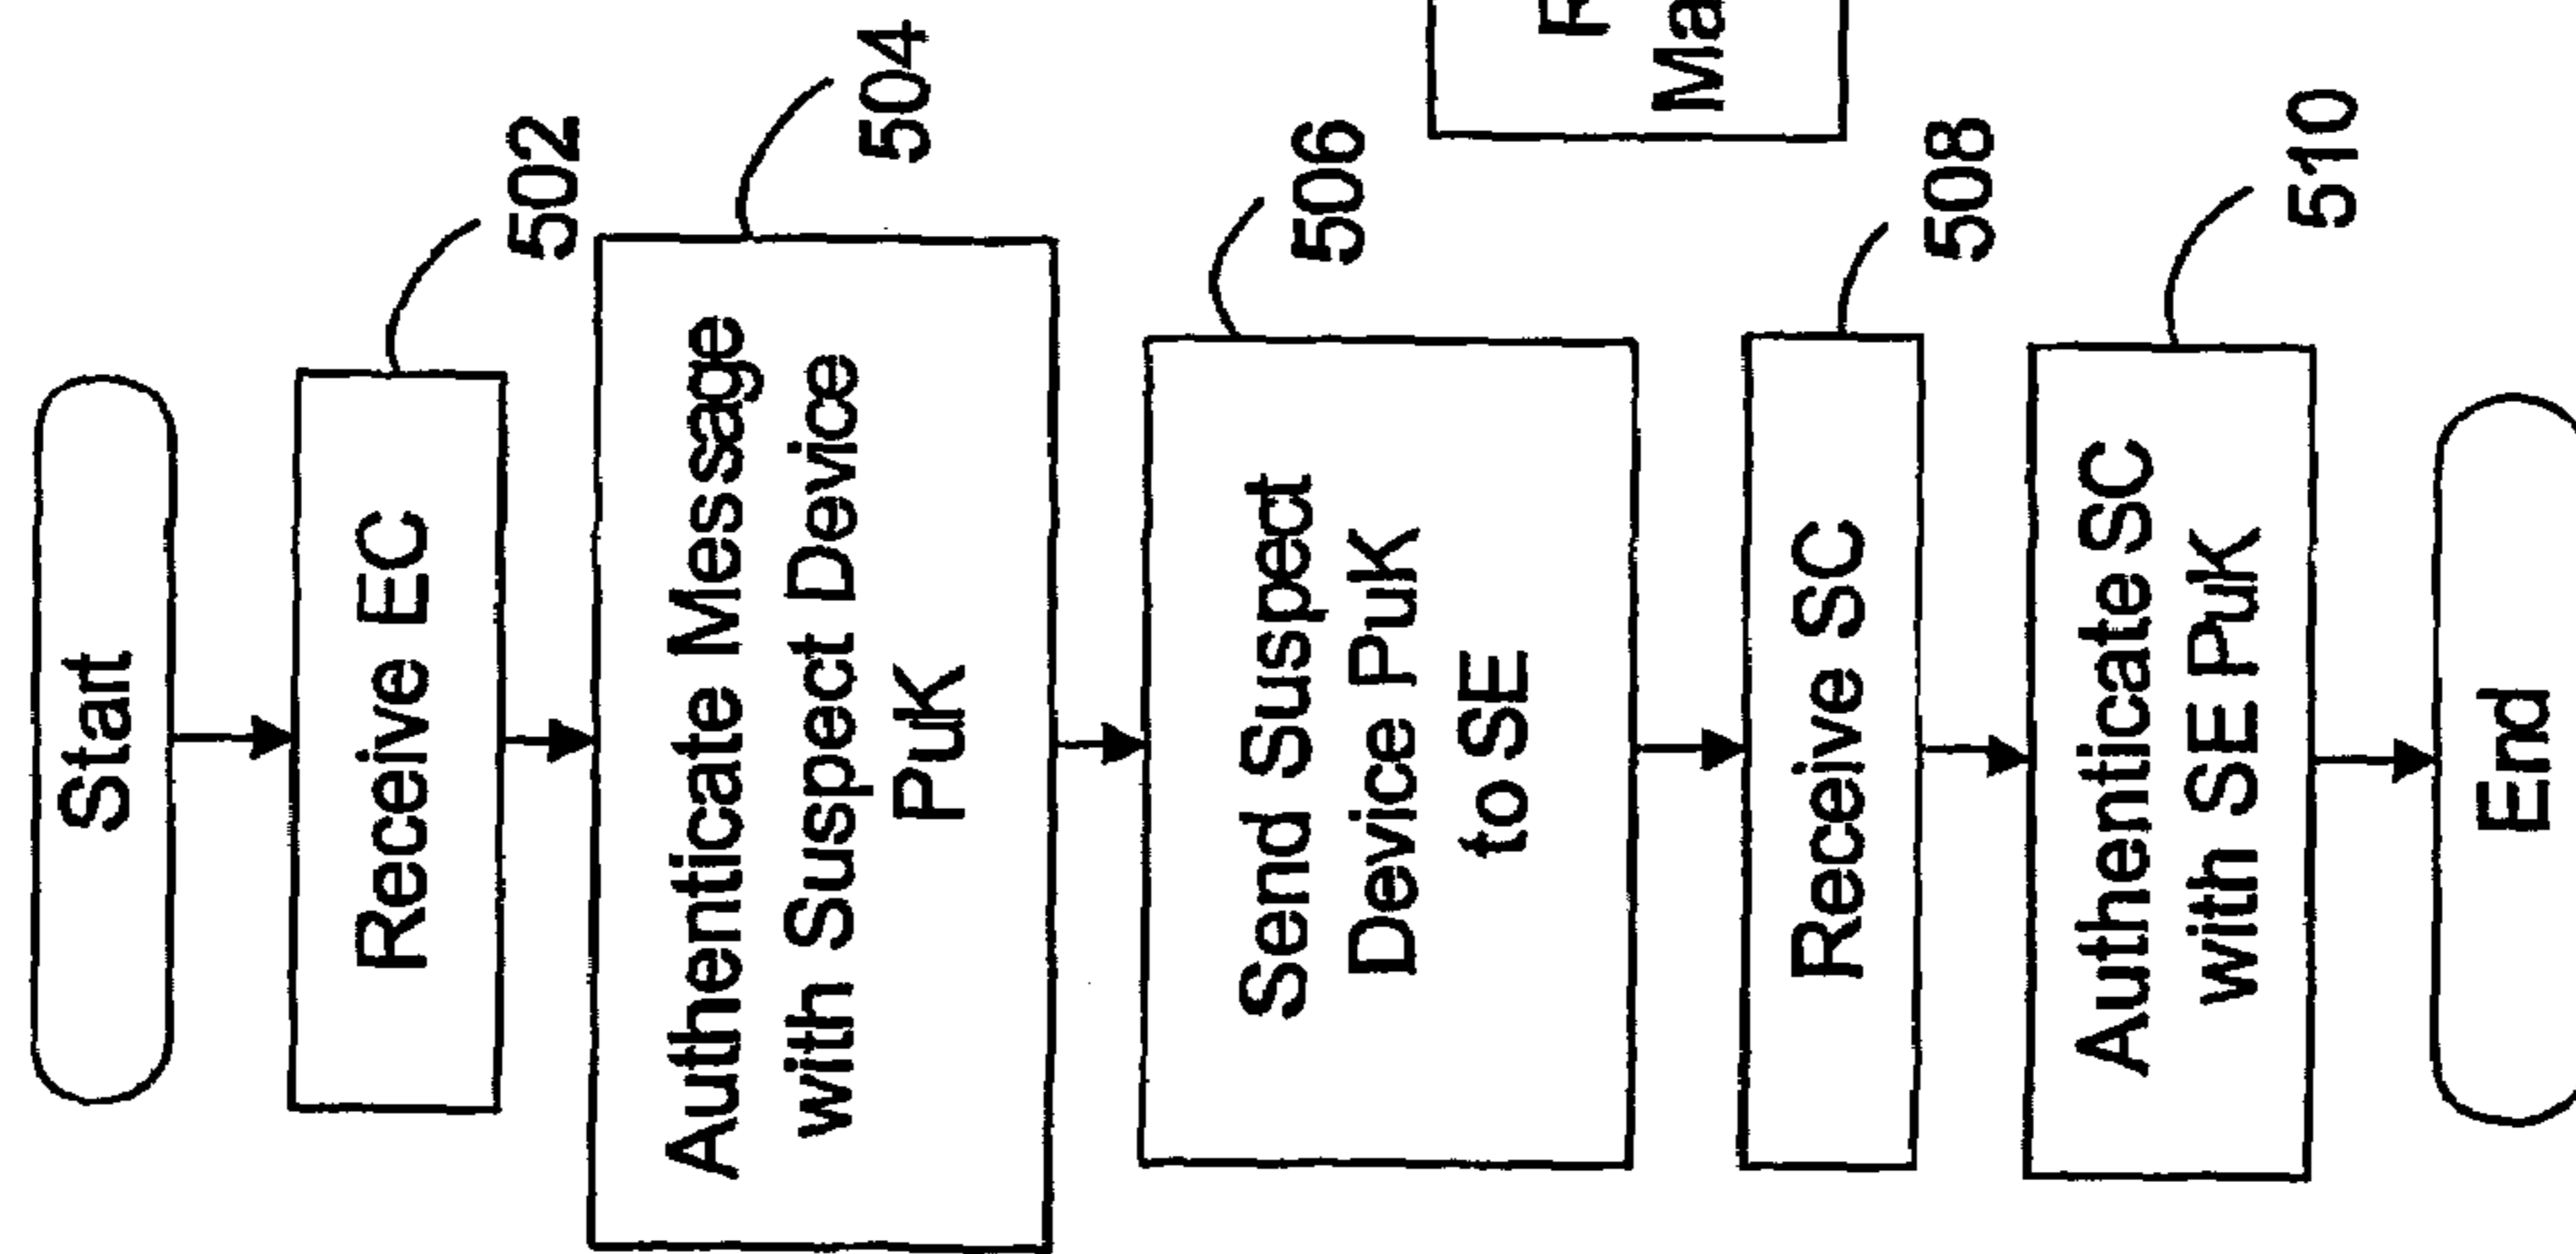 Start
Receive EC
502
Authenticate Message
with Suspect Device
PuK
504
Send Suspect
Device PuK
to SE
506
Receive SC
508
Authenticate SC
with SE PuK
510
End